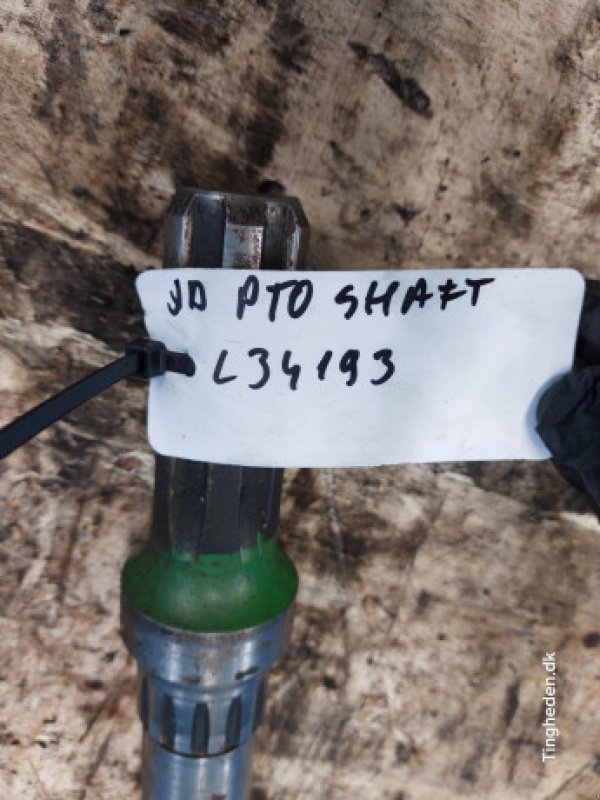 JD PTO SHAFT
L34193
Tingheden.dk